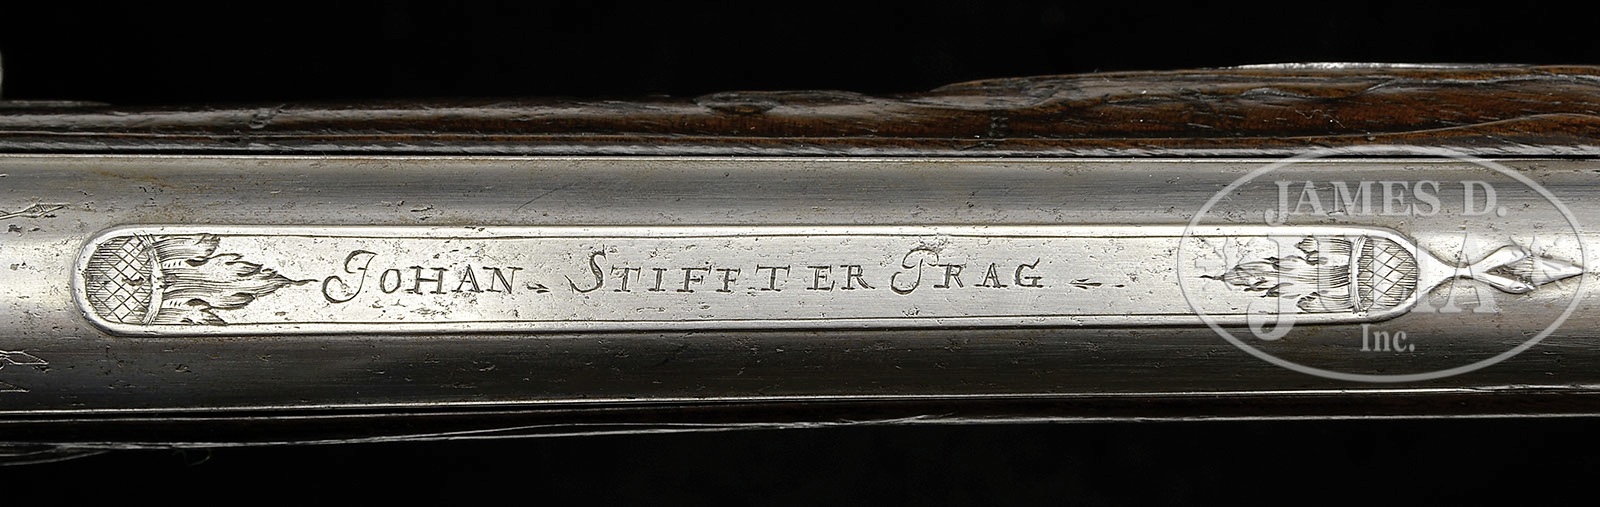 JOHAN STIFFTER PRAG
JAMES D.
JULIA
Inc.